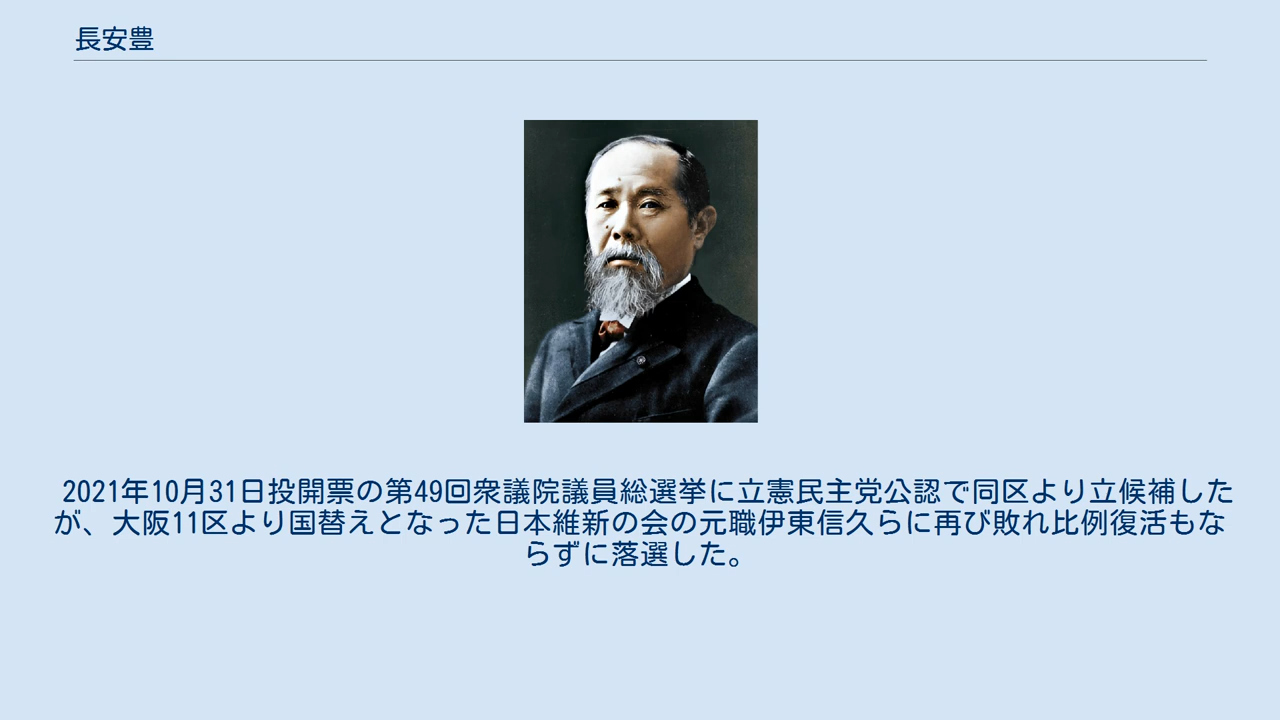 長安豊
2021年10月31日投開票の第49回衆議院議員総選挙に立憲民主党公認で同区より立候補した
が、大阪11区より国替えとなった日本維新の会の元職伊東信久らに再び敗れ比例復活もな
らずに落選した。